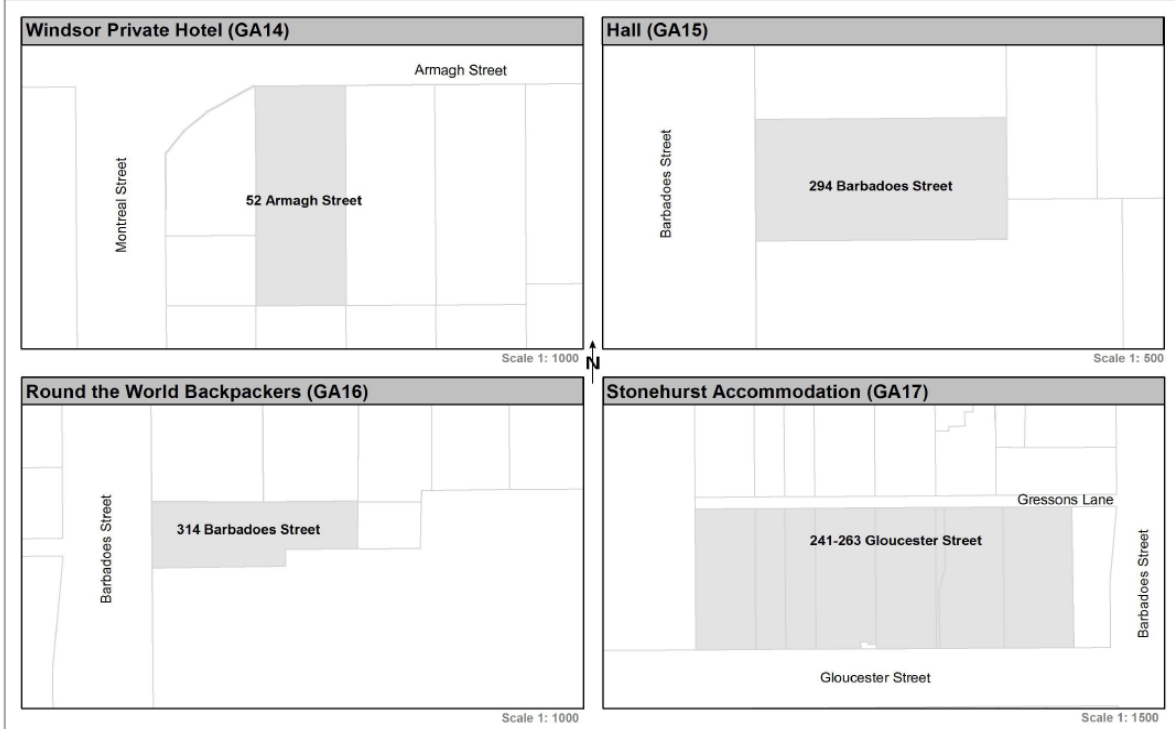 Windsor Private Hotel (GA14)
Armagh Street
Montreal Street
52 Armagh Street
Scale 1: 1000
Hall (GA15)
Barbadoes Street
294 Barbadoes Street
Scale 1: 500
N
Round the World Backpackers (GA16)
Barbadoes Street
314 Barbadoes Street
Scale 1: 1000
Stonehurst Accommodation (GA17)
Gressons Lane
241-263 Gloucester Street
Barbadoes Street
Gloucester Street
Scale 1: 1500